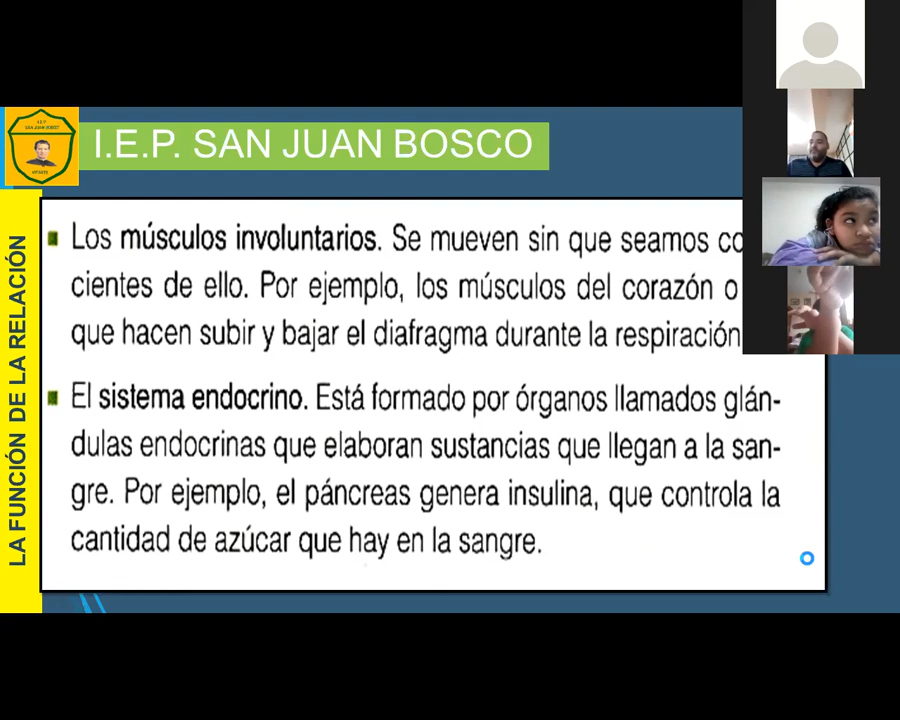 I.E.P.
"SAN JUAN BOSCO"
I.E.P. SAN JUAN BOSCO
LA FUNCIÓN DE LA RELACIÓN
Los músculos involuntarios. Se mueven sin que seamos co
cientes de ello. Por ejemplo, los músculos del corazón o
que hacen subir y bajar el diafragma durante la respiración
El sistema endocrino. Está formado por órganos llamados glán-
dulas endocrinas que elaboran sustancias que llegan a la san-
gre. Por ejemplo, el páncreas genera insulina, que controla la
cantidad de azúcar que hay en la sangre.